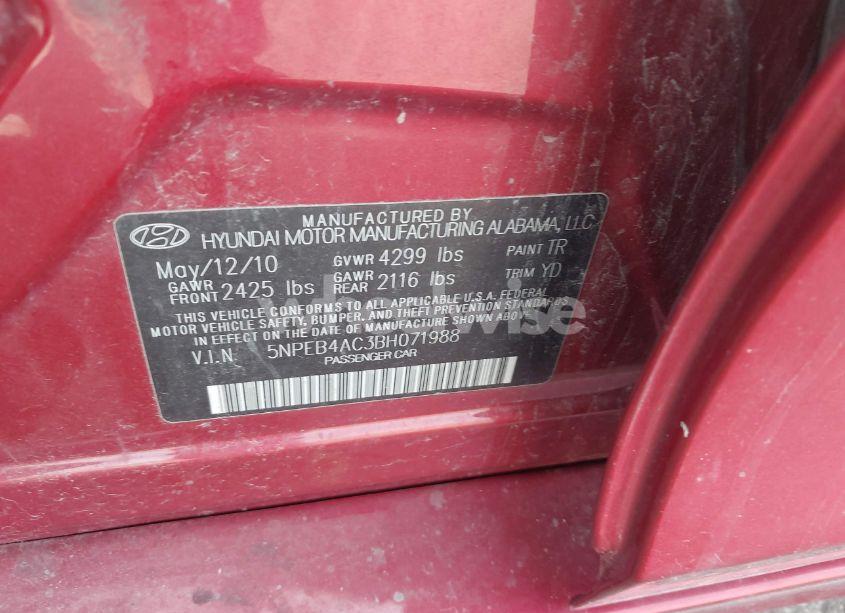 MANUFACTURED BY
HYUNDAI MOTOR MANUFACTURING ALABAMA, LLC
May/12/10 GVWR 4299 lbs PAINT TR
GAWR FRONT 2425 lbs GAWR REAR 2116 lbs TRIM YD
THIS VEHICLE CONFORMS TO ALL APPLICABLE U.S.A. FEDERAL
MOTOR VEHICLE SAFETY, BUMPER, AND THEFT PREVENTION STANDARDS
IN EFFECT ON THE DATE OF MANUFACTURE SHOWN ABOVE.
V.I.N. 5NPEB4AC3BH071988
PASSENGER CAR